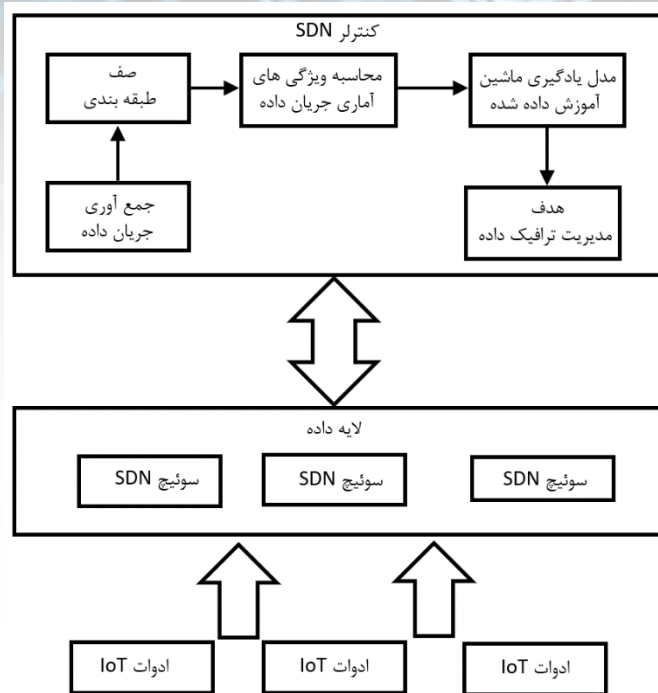 کنترلر SDN
صف
طبقه بندی
محاسبه ویژگی های
آماری جریان داده
مدل یادگیری ماشین
آموزش داده شده
جمع آوری
جریان داده
هدف
مدیریت ترافیک داده
لایه داده
سوئیچ SDN
سوئیچ SDN
سوئیچ SDN
ادوات IoT
ادوات IoT
ادوات IoT